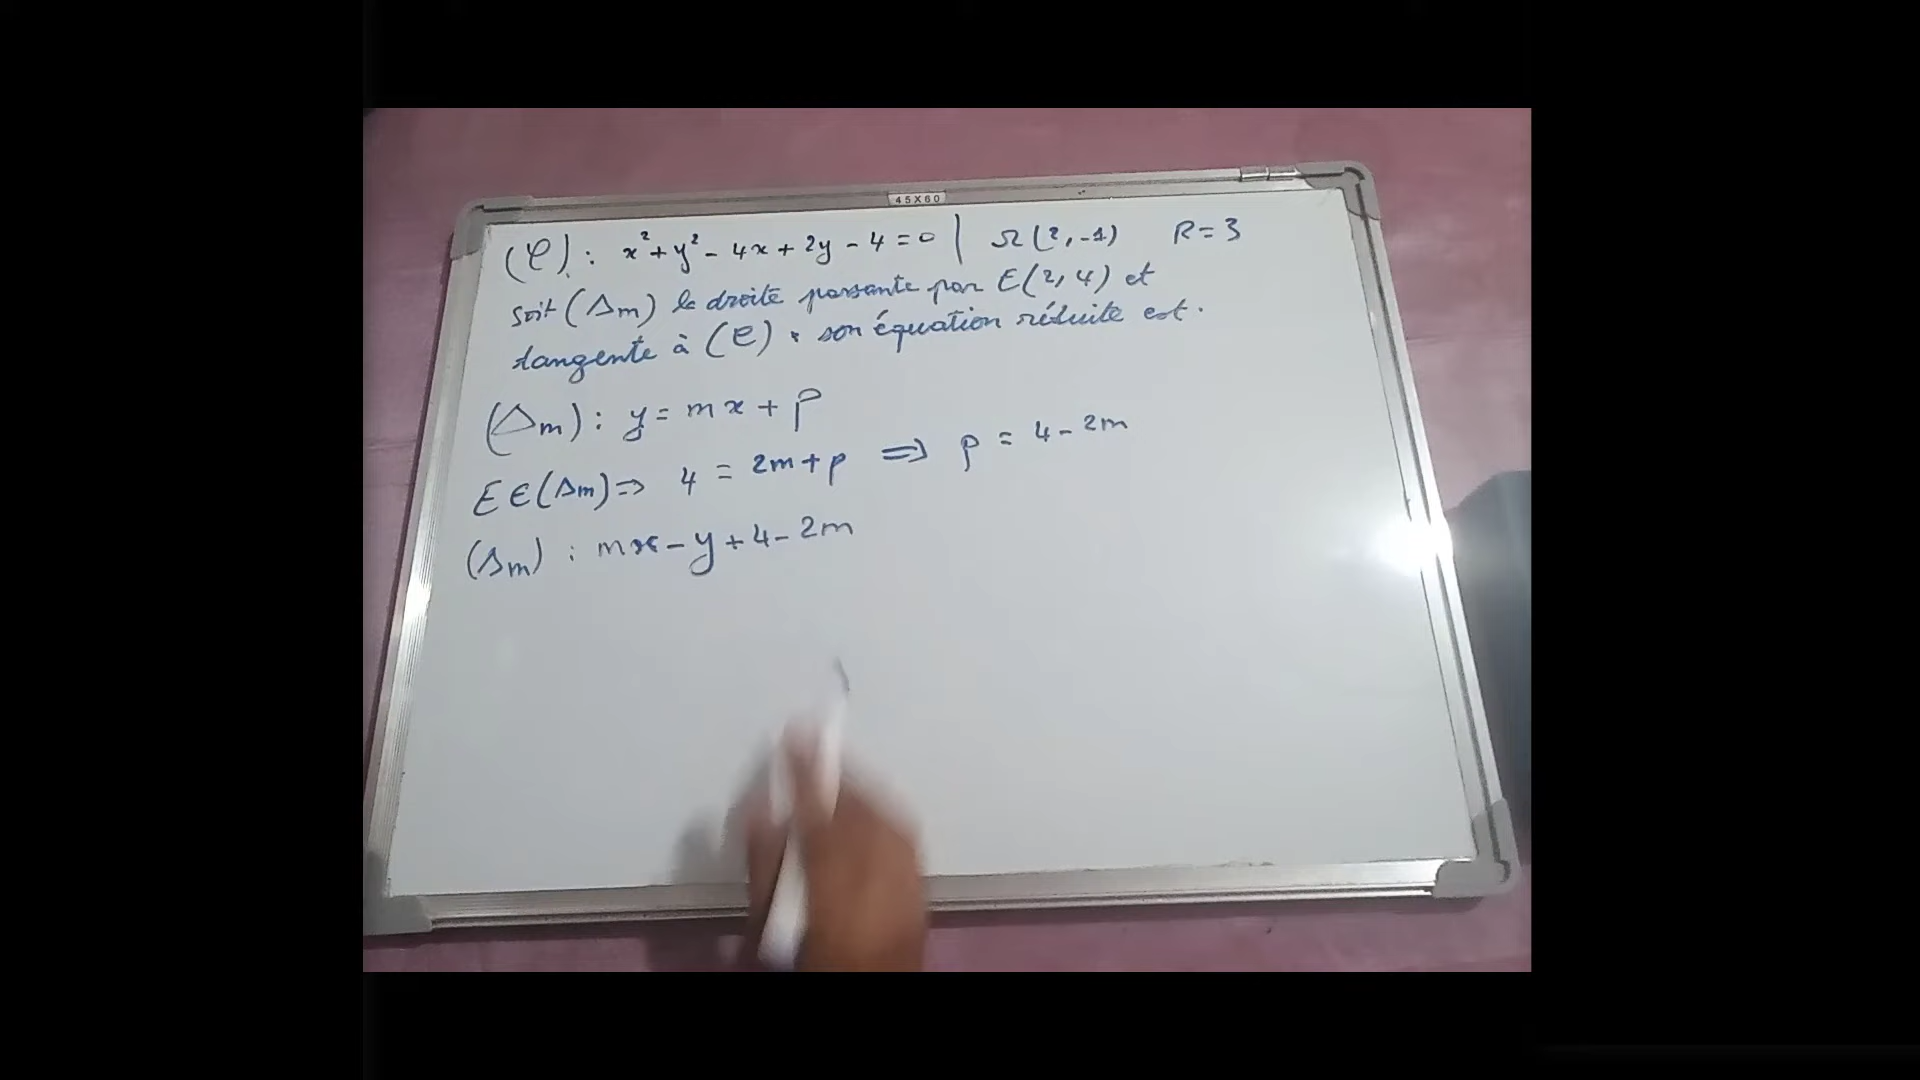 45X60
(C) : x² + y² - 4x + 2y - 4 = 0 | Ω(2, -1) R = 3
Soit (Δm) la droite passante par E(2, 4) et
tangente à (C). son équation réduite est.
(Δm) : y = mx + p
E ∈ (Δm) ⇒ 4 = 2m + p ⇒ p = 4 - 2m
(Δm) : mx - y + 4 - 2m